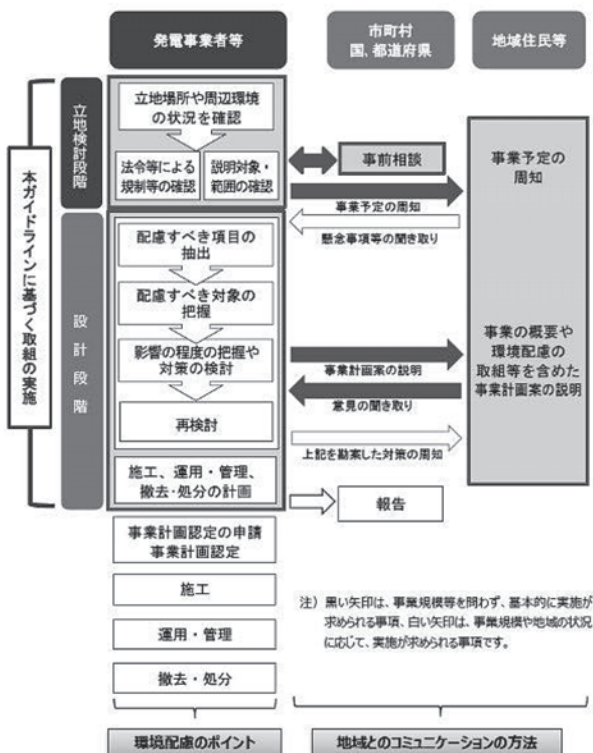 発電事業者等
市町村
国、都道府県
地域住民等
本ガイドラインに基づく取組の実施
立地検討段階
立地場所や周辺環境
の状況を確認
法令等による
規制等の確認
説明対象・
範囲の確認
事前相談
事業予定の
周知
事業予定の周知
懸念事項等の聞き取り
設計段階
配慮すべき項目の
抽出
配慮すべき対象の
把握
影響の程度の把握や
対策の検討
再検討
事業計画案の説明
意見の聞き取り
上記を勘案した対策の周知
事業の概要や
環境配慮の
取組等を含めた
事業計画案の説明
施工、運用・管理、
撤去・処分の計画
報告
事業計画認定の申請
事業計画認定
施工
運用・管理
撤去・処分
注）黒い矢印は、事業規模等を問わず、基本的に実施が
求められる事項、白い矢印は、事業規模や地域の状況
に応じて、実施が求められる事項です。
環境配慮のポイント
地域とのコミュニケーションの方法